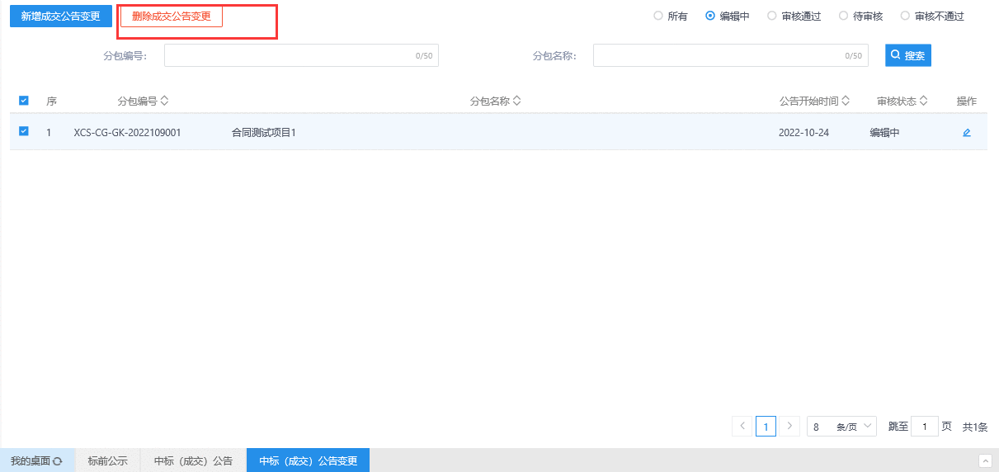 新增成交公告变更 删除成交公告变更 所有 编辑中 审核通过 待审核 审核不通过
分包编号: 0/50 分包名称: 0/50 搜索
序 分包编号 分包名称 公告开始时间 审核状态 操作
1 XCS-CG-GK-2022109001 合同测试项目1 2022-10-24 编辑中
1 8 条/页 跳至 1 页 共1条
我的桌面 标前公示 中标（成交）公告 中标（成交）公告变更